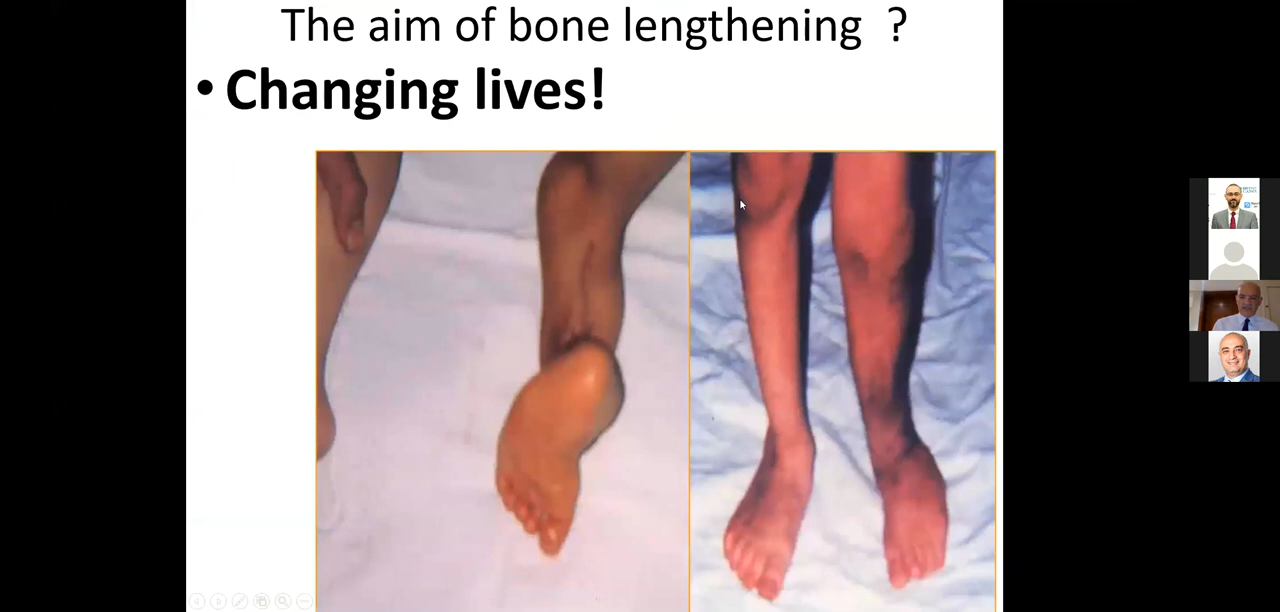 The aim of bone lengthening ?
• Changing lives!